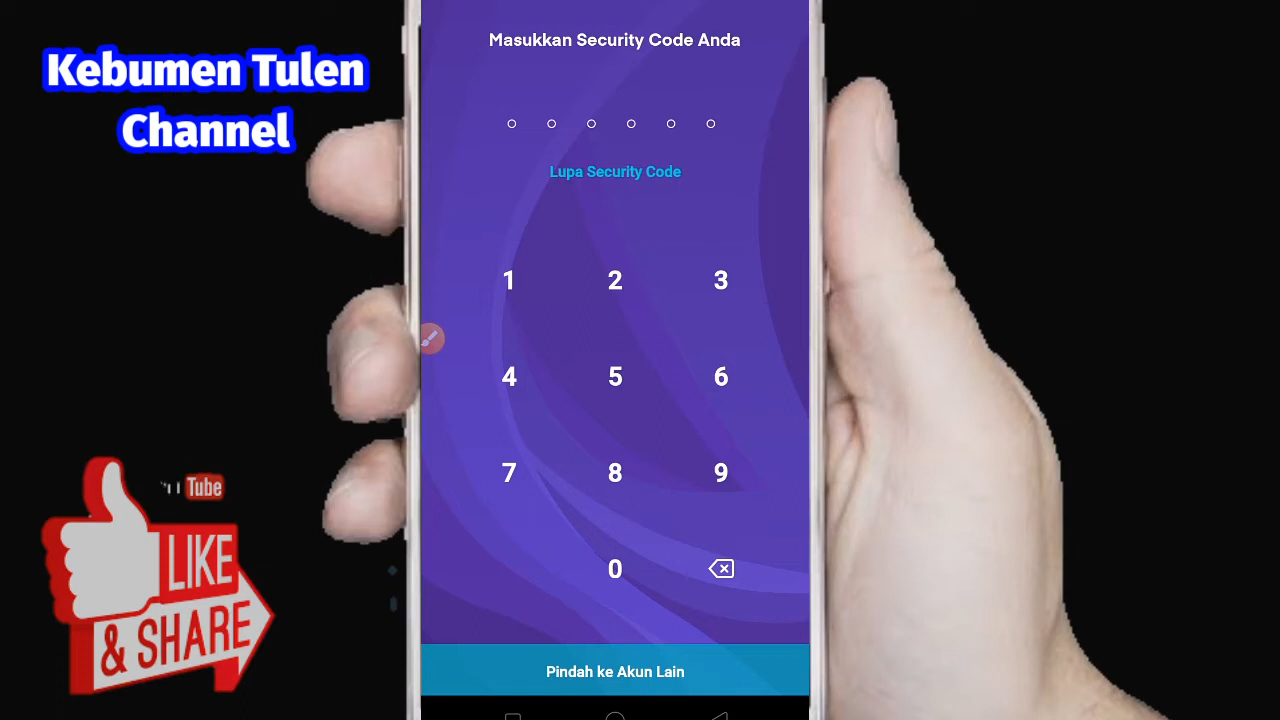 Kebumen Tulen
Channel
Masukkan Security Code Anda
Lupa Security Code
1 2 3
4 5 6
7 8 9
0
Pindah ke Akun Lain
Tube
LIKE
& SHARE